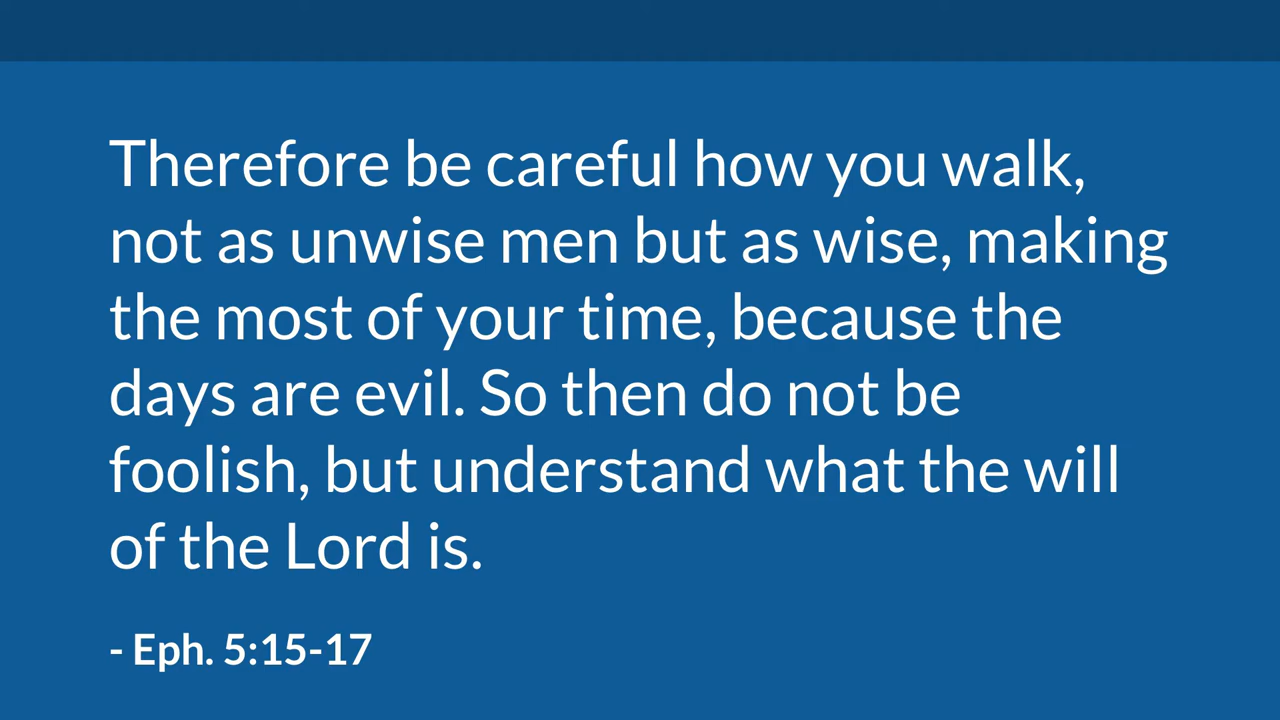 Therefore be careful how you walk,
not as unwise men but as wise, making
the most of your time, because the
days are evil. So then do not be
foolish, but understand what the will
of the Lord is.
- Eph. 5:15-17